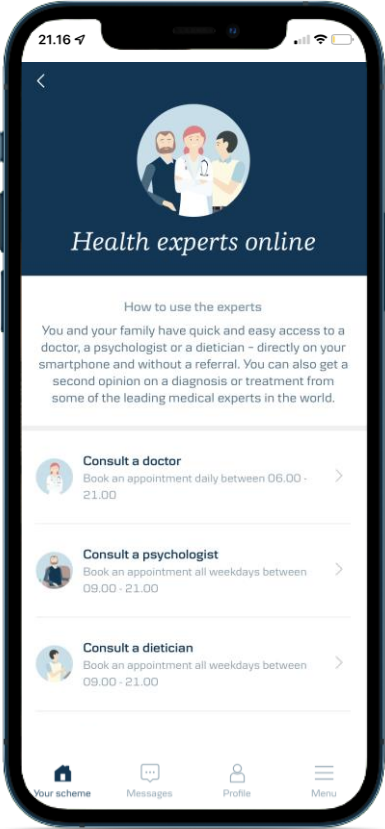 21.16
Health experts online
How to use the experts
You and your family have quick and easy access to a
doctor, a psychologist or a dietician – directly on your
smartphone and without a referral. You can also get a
second opinion on a diagnosis or treatment from
some of the leading medical experts in the world.
Consult a doctor
Book an appointment daily between 06.00 -
21.00
Consult a psychologist
Book an appointment all weekdays between
09.00 - 21.00
Consult a dietician
Book an appointment all weekdays between
09.00 - 21.00
Your scheme Messages Profile Menu